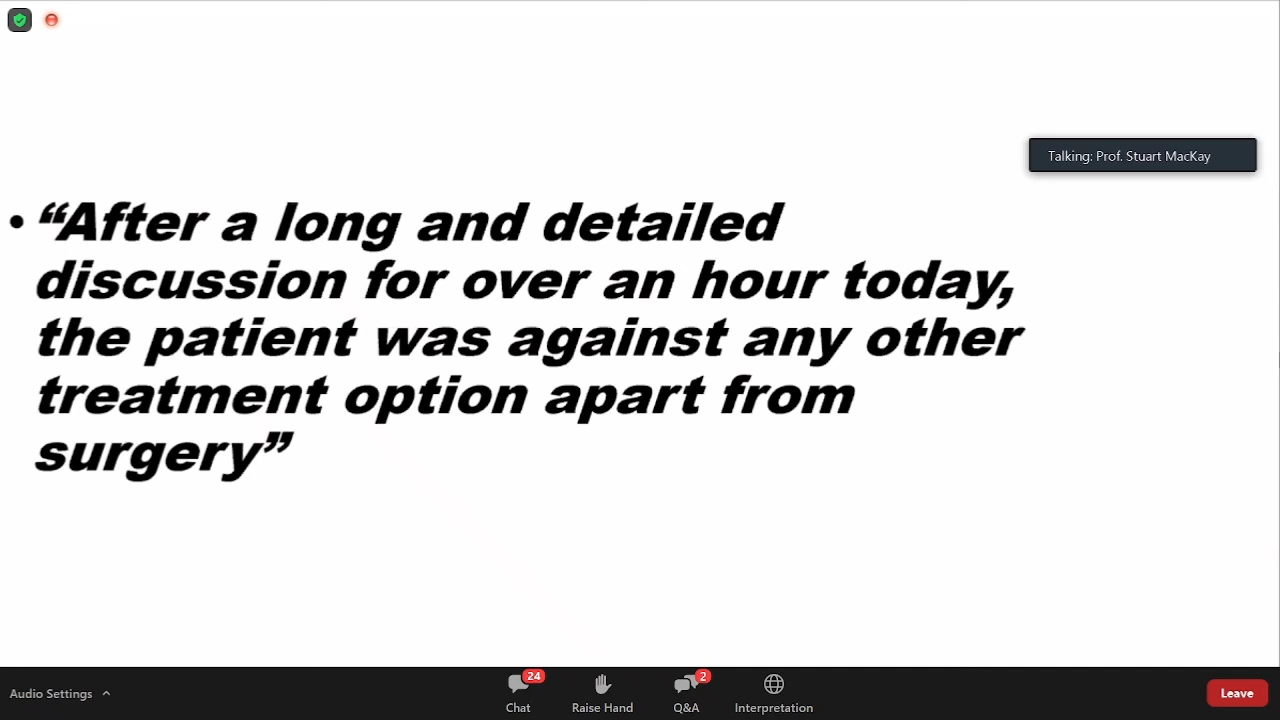 Talking: Prof. Stuart MacKay
• “After a long and detailed
discussion for over an hour today,
the patient was against any other
treatment option apart from
surgery”
Audio Settings
24
Chat
Raise Hand
2
Q&A
Interpretation
Leave